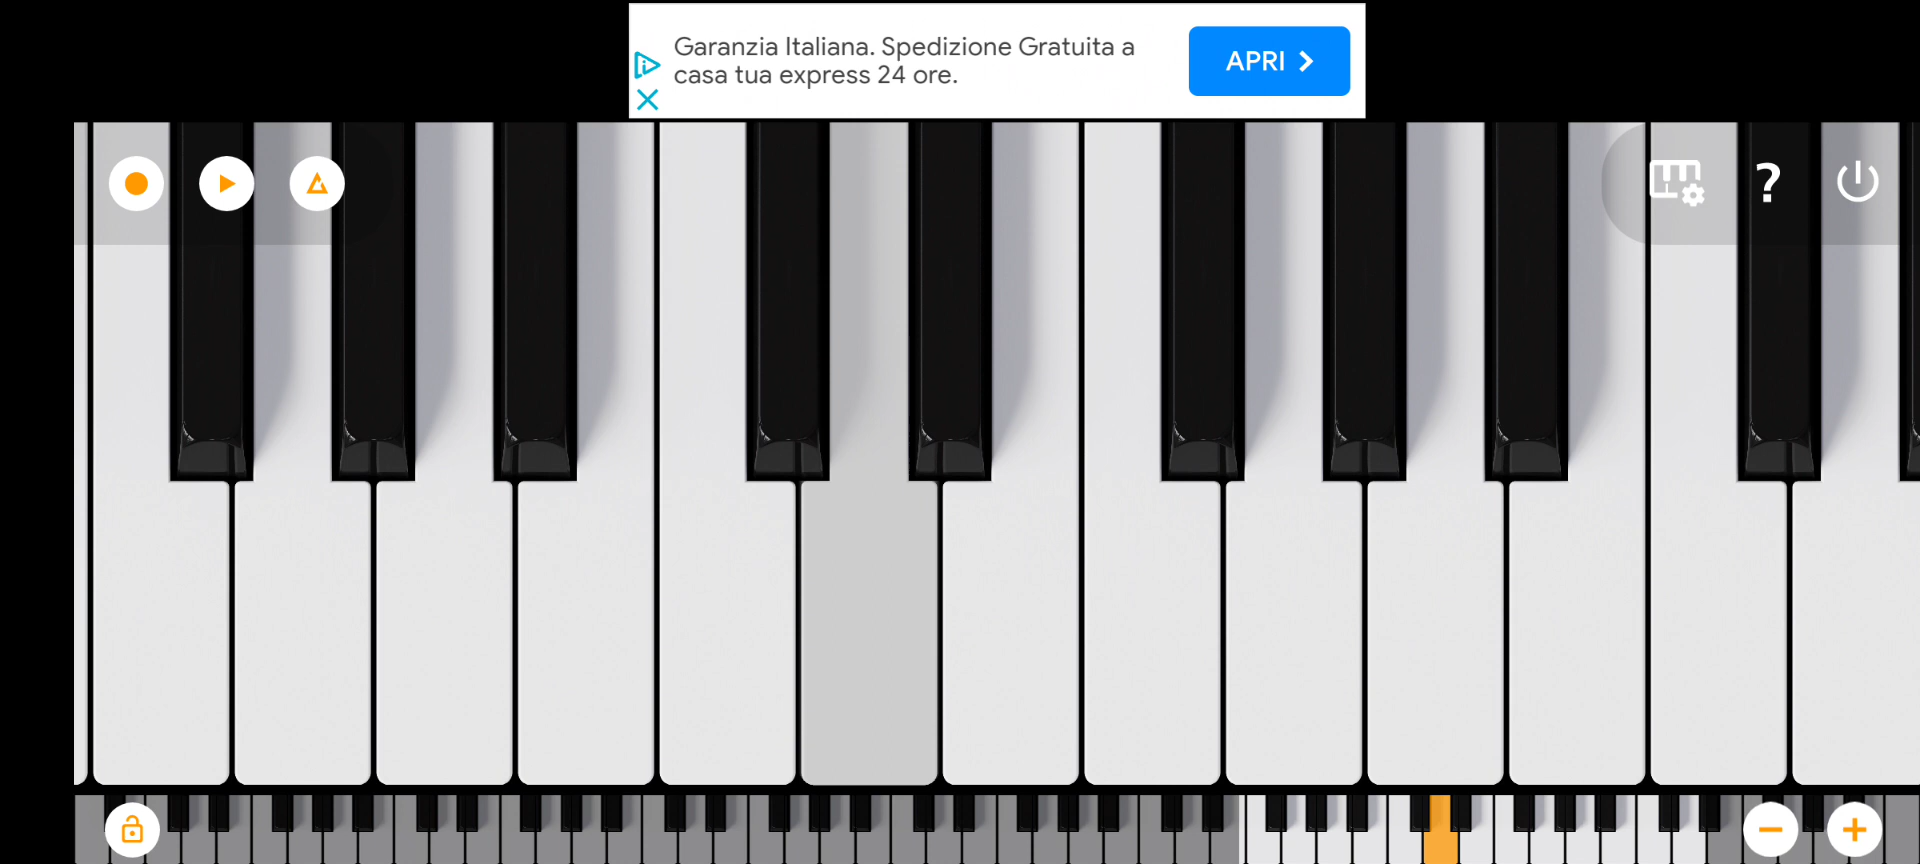 Garanzia Italiana. Spedizione Gratuita a
casa tua express 24 ore.
APRI
?